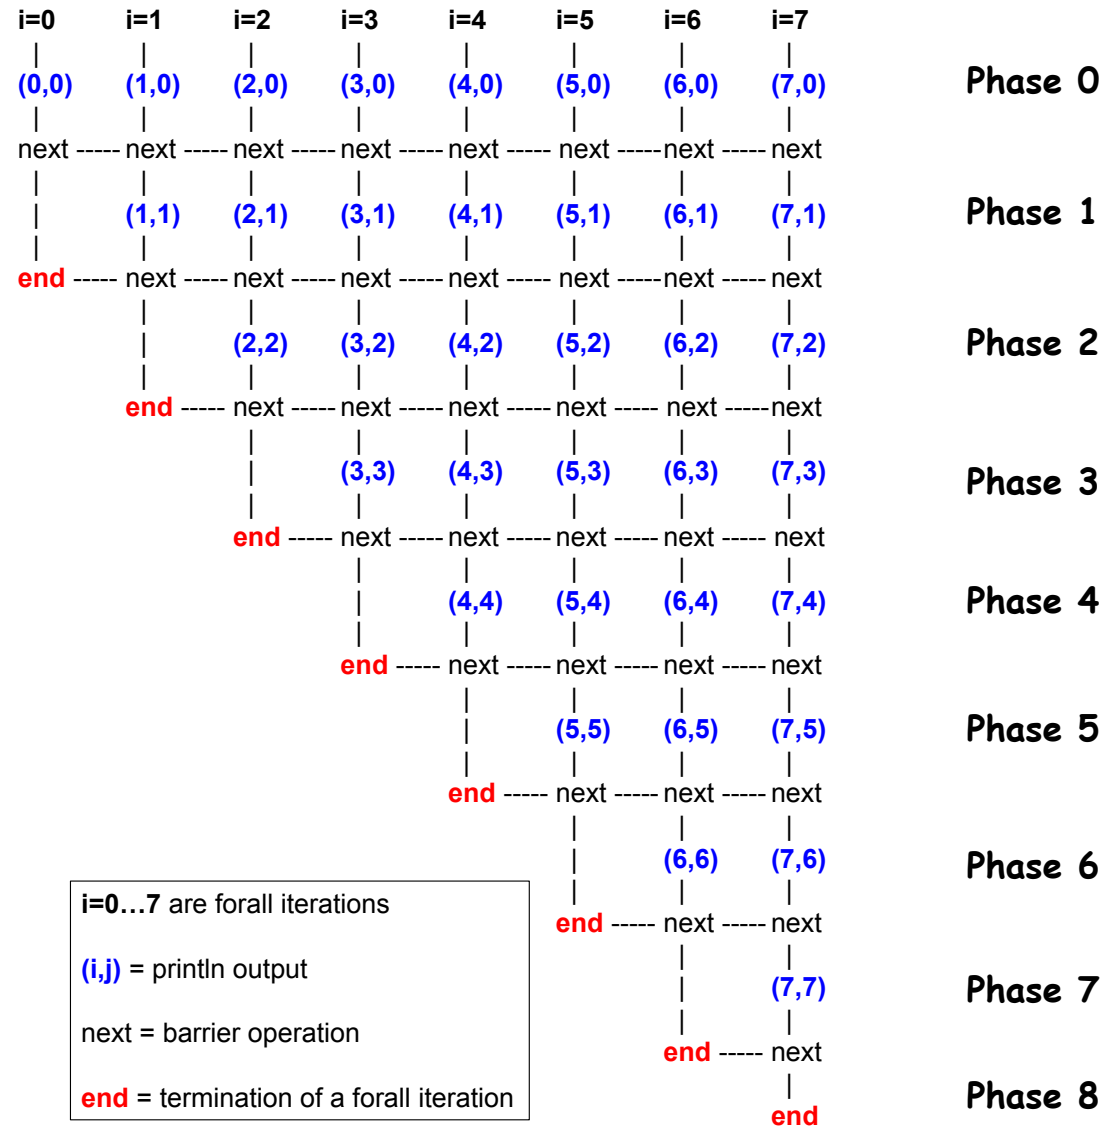 i=0 i=1 i=2 i=3 i=4 i=5 i=6 i=7
| | | | | | | |
(0,0) (1,0) (2,0) (3,0) (4,0) (5,0) (6,0) (7,0) Phase 0
| | | | | | | |
next ----- next ----- next ----- next ----- next ----- next ----- next ----- next
| | | | | | | |
| (1,1) (2,1) (3,1) (4,1) (5,1) (6,1) (7,1) Phase 1
| | | | | | | |
end ----- next ----- next ----- next ----- next ----- next ----- next ----- next
| | | | | | |
| (2,2) (3,2) (4,2) (5,2) (6,2) (7,2) Phase 2
| | | | | | |
end ----- next ----- next ----- next ----- next ----- next ----- next
| | | | | |
| (3,3) (4,3) (5,3) (6,3) (7,3) Phase 3
| | | | | |
end ----- next ----- next ----- next ----- next ----- next
| | | | |
| (4,4) (5,4) (6,4) (7,4) Phase 4
| | | | |
end ----- next ----- next ----- next ----- next
| | | |
| (5,5) (6,5) (7,5) Phase 5
| | | |
end ----- next ----- next ----- next
| | |
| (6,6) (7,6) Phase 6
| | |
end ----- next ----- next
| |
| (7,7) Phase 7
| |
end ----- next
|
end Phase 8
i=0...7 are forall iterations
(i,j) = println output
next = barrier operation
end = termination of a forall iteration